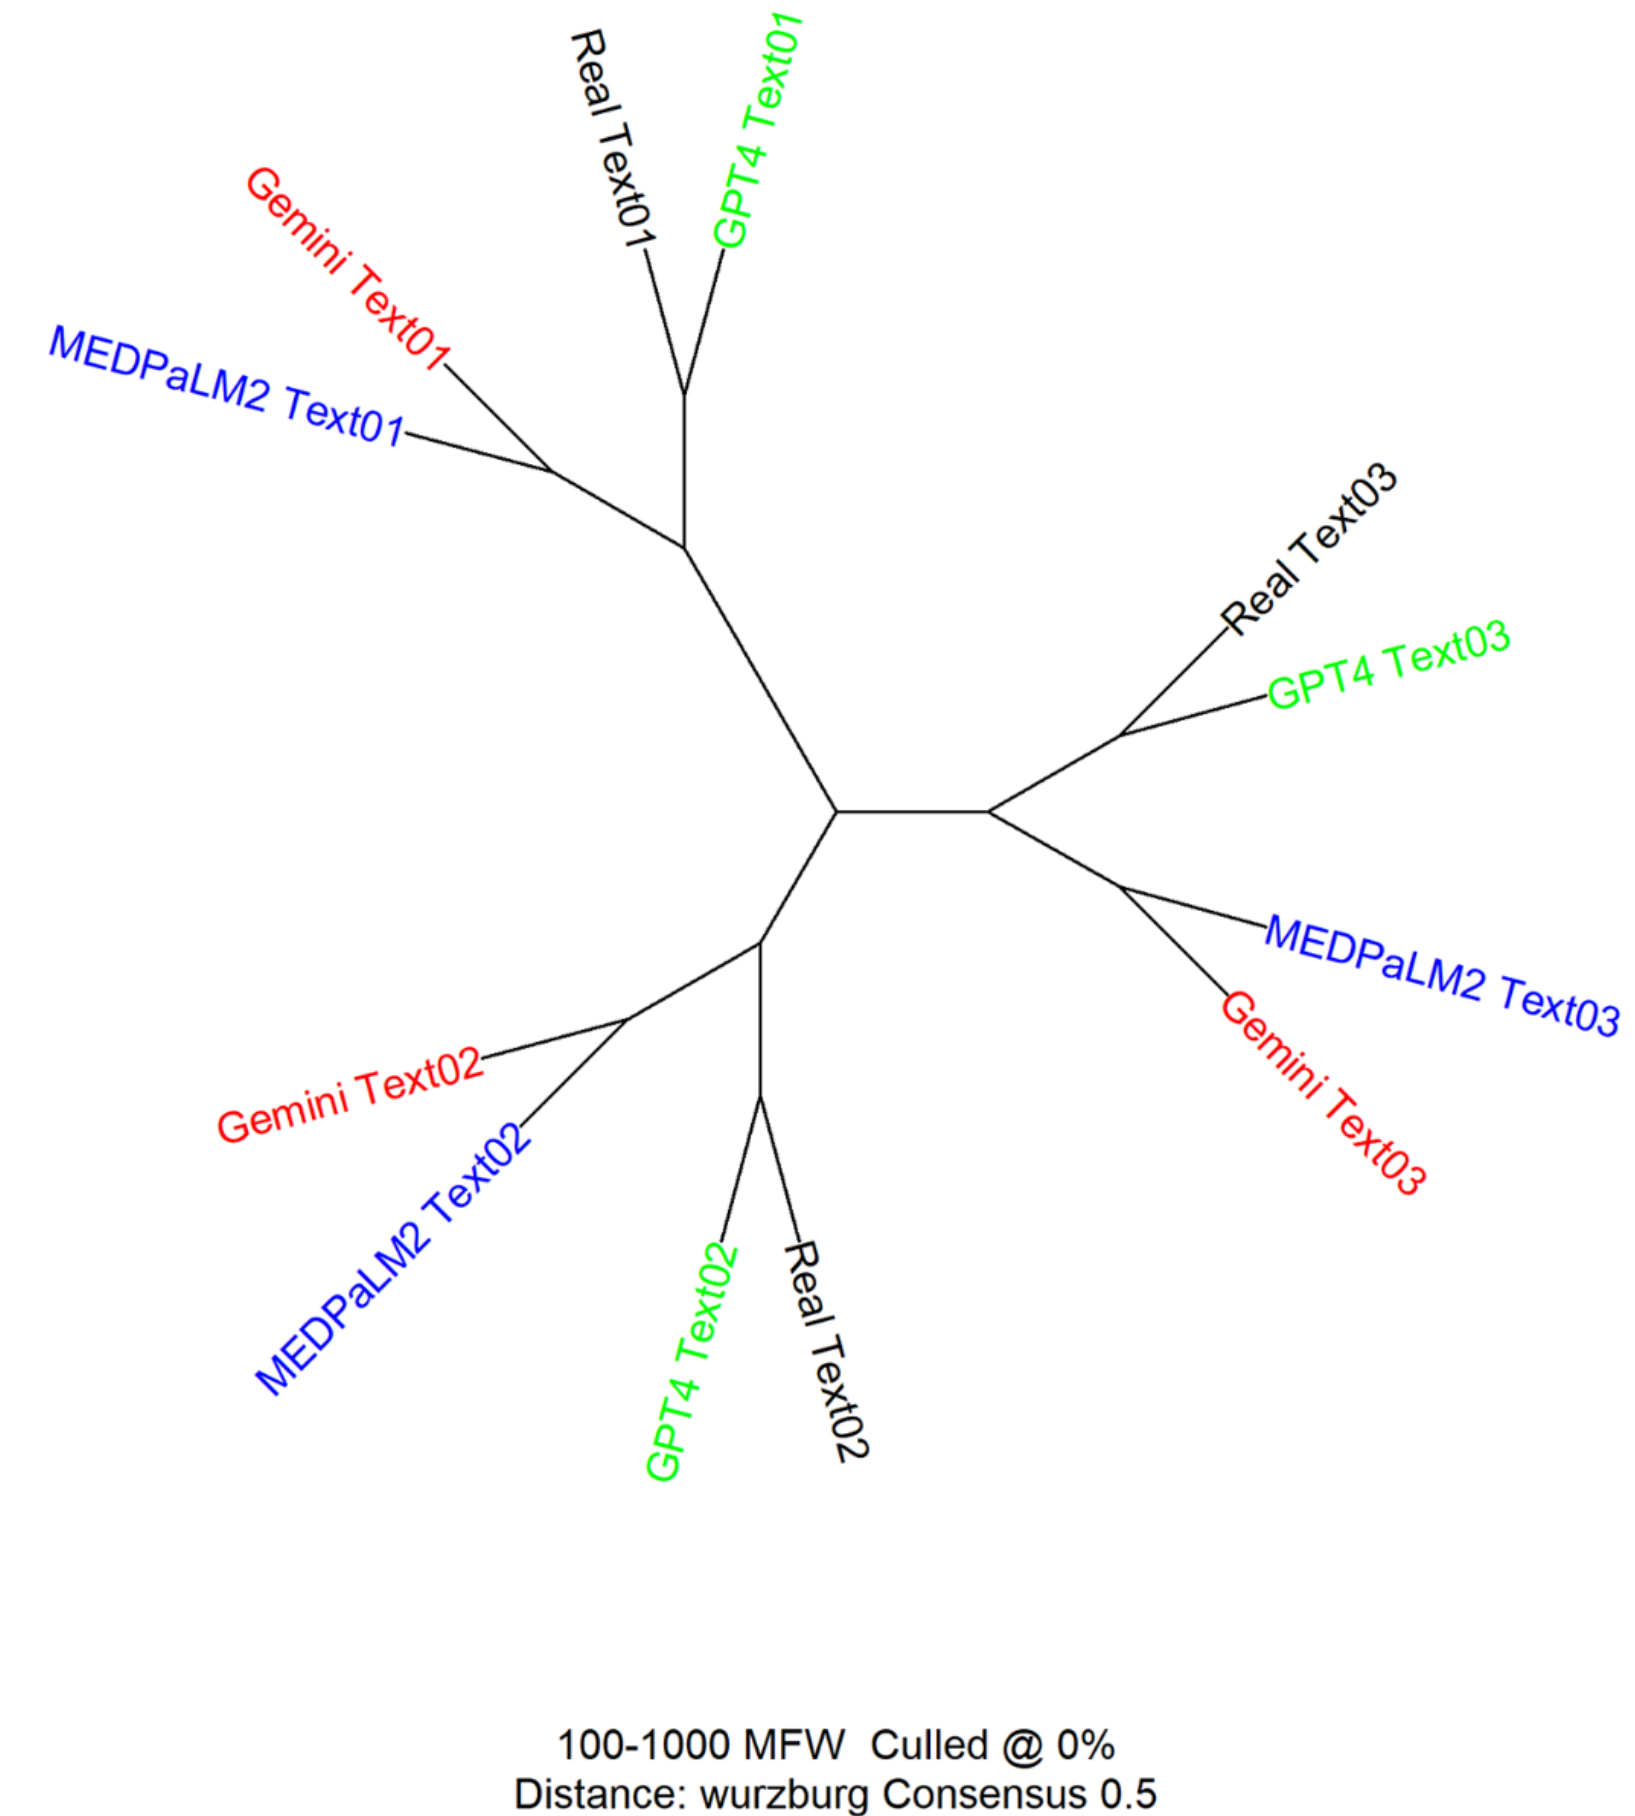 Real Text01
GPT4 Text01
Gemini Text01
MEDPaLM2 Text01
Real Text03
GPT4 Text03
MEDPaLM2 Text03
Gemini Text03
Gemini Text02
MEDPaLM2 Text02
GPT4 Text02
Real Text02
100-1000 MFW  Culled @ 0%
Distance: wurzburg Consensus 0.5